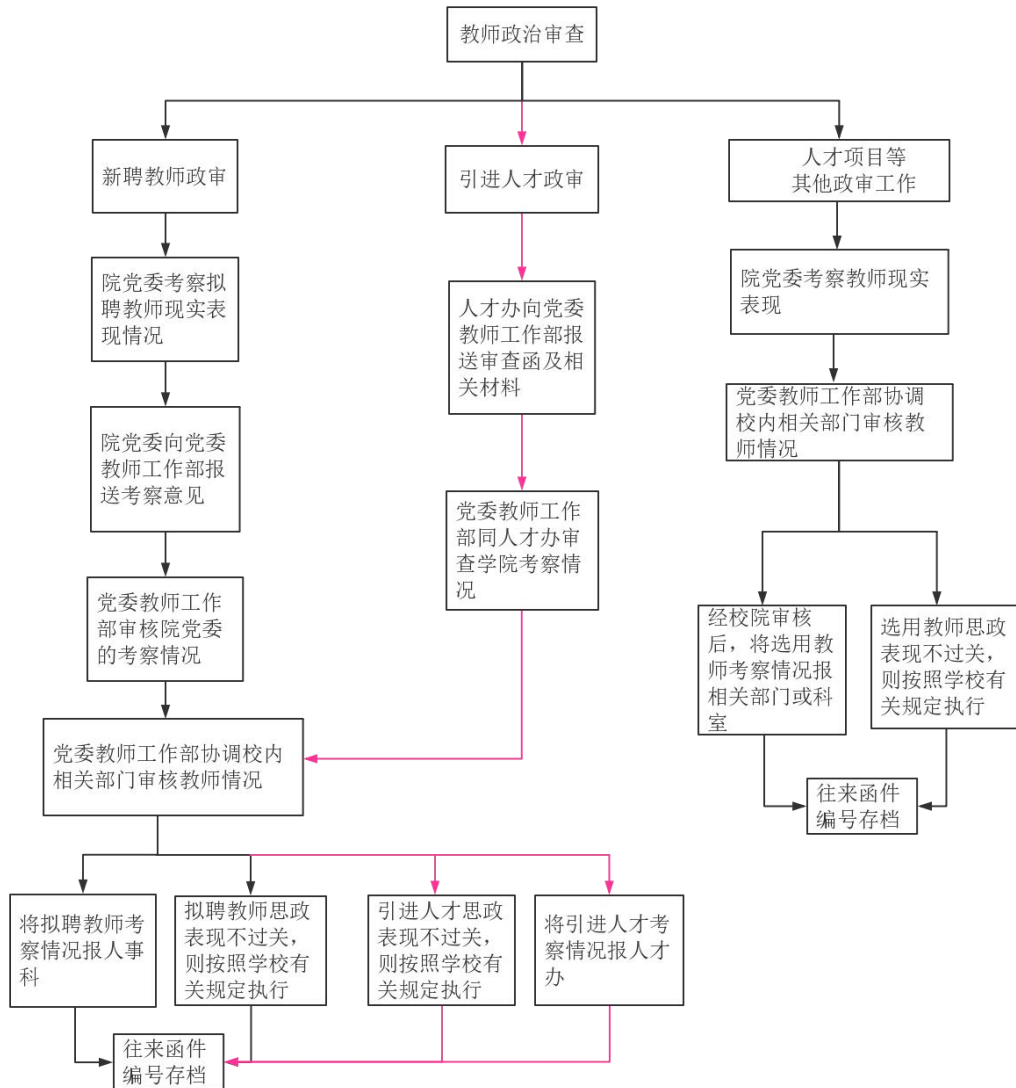 教师政治审查
新聘教师政审
引进人才政审
人才项目等
其他政审工作
院党委考察拟
聘教师现实表
现情况
人才办向党委
教师工作部报
送审查函及相
关材料
院党委考察教师现实
表现
党委教师工作部协调
校内相关部门审核教
师情况
院党委向党委
教师工作部报
送考察意见
党委教师工作
部同人才办审
查学院考察情
况
党委教师工作
部审核院党委
的考察情况
经校院审核
后，将选用教
师考察情况报
相关部门或科
室
选用教师思政
表现不过关，
则按照学校有
关规定执行
党委教师工作部协调校内
相关部门审核教师情况
往来函件
编号存档
将拟聘教师考
察情况报人事
科
拟聘教师思政
表现不过关，
则按照学校有
关规定执行
引进人才思政
表现不过关，
则按照学校有
关规定执行
将引进人才考
察情况报人才
办
往来函件
编号存档